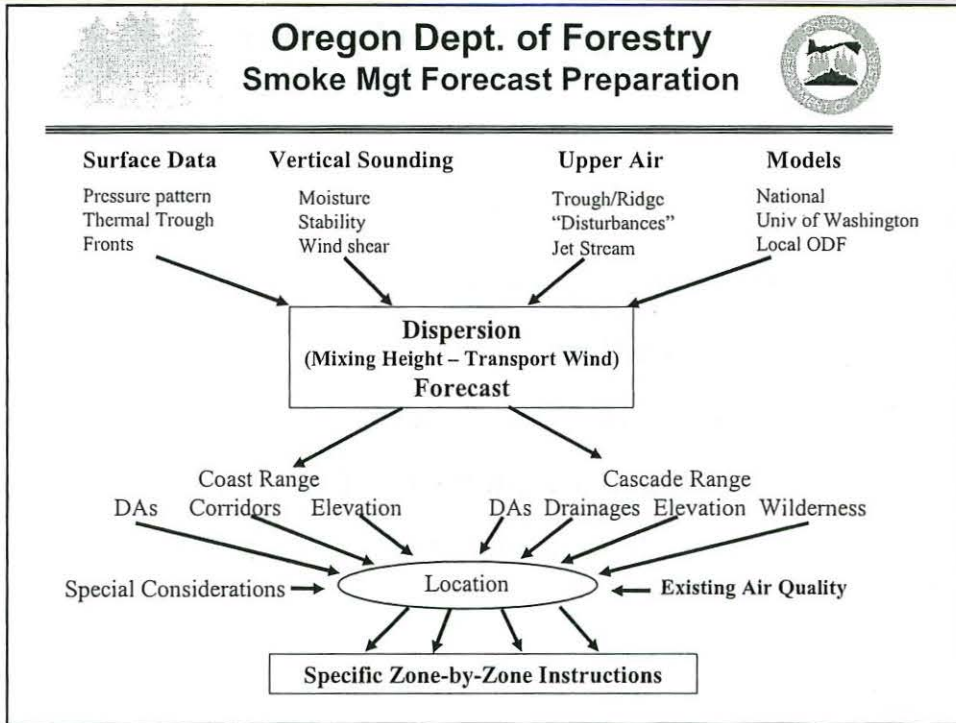 Oregon Dept. of Forestry
Smoke Mgt Forecast Preparation
Surface Data
Pressure pattern
Thermal Trough
Fronts
Vertical Sounding
Moisture
Stability
Wind shear
Upper Air
Trough/Ridge
"Disturbances"
Jet Stream
Models
National
Univ of Washington
Local ODF
Dispersion
(Mixing Height – Transport Wind)
Forecast
Coast Range
DAs Corridors Elevation
Cascade Range
DAs Drainages Elevation Wilderness
Special Considerations
Location
Existing Air Quality
Specific Zone-by-Zone Instructions